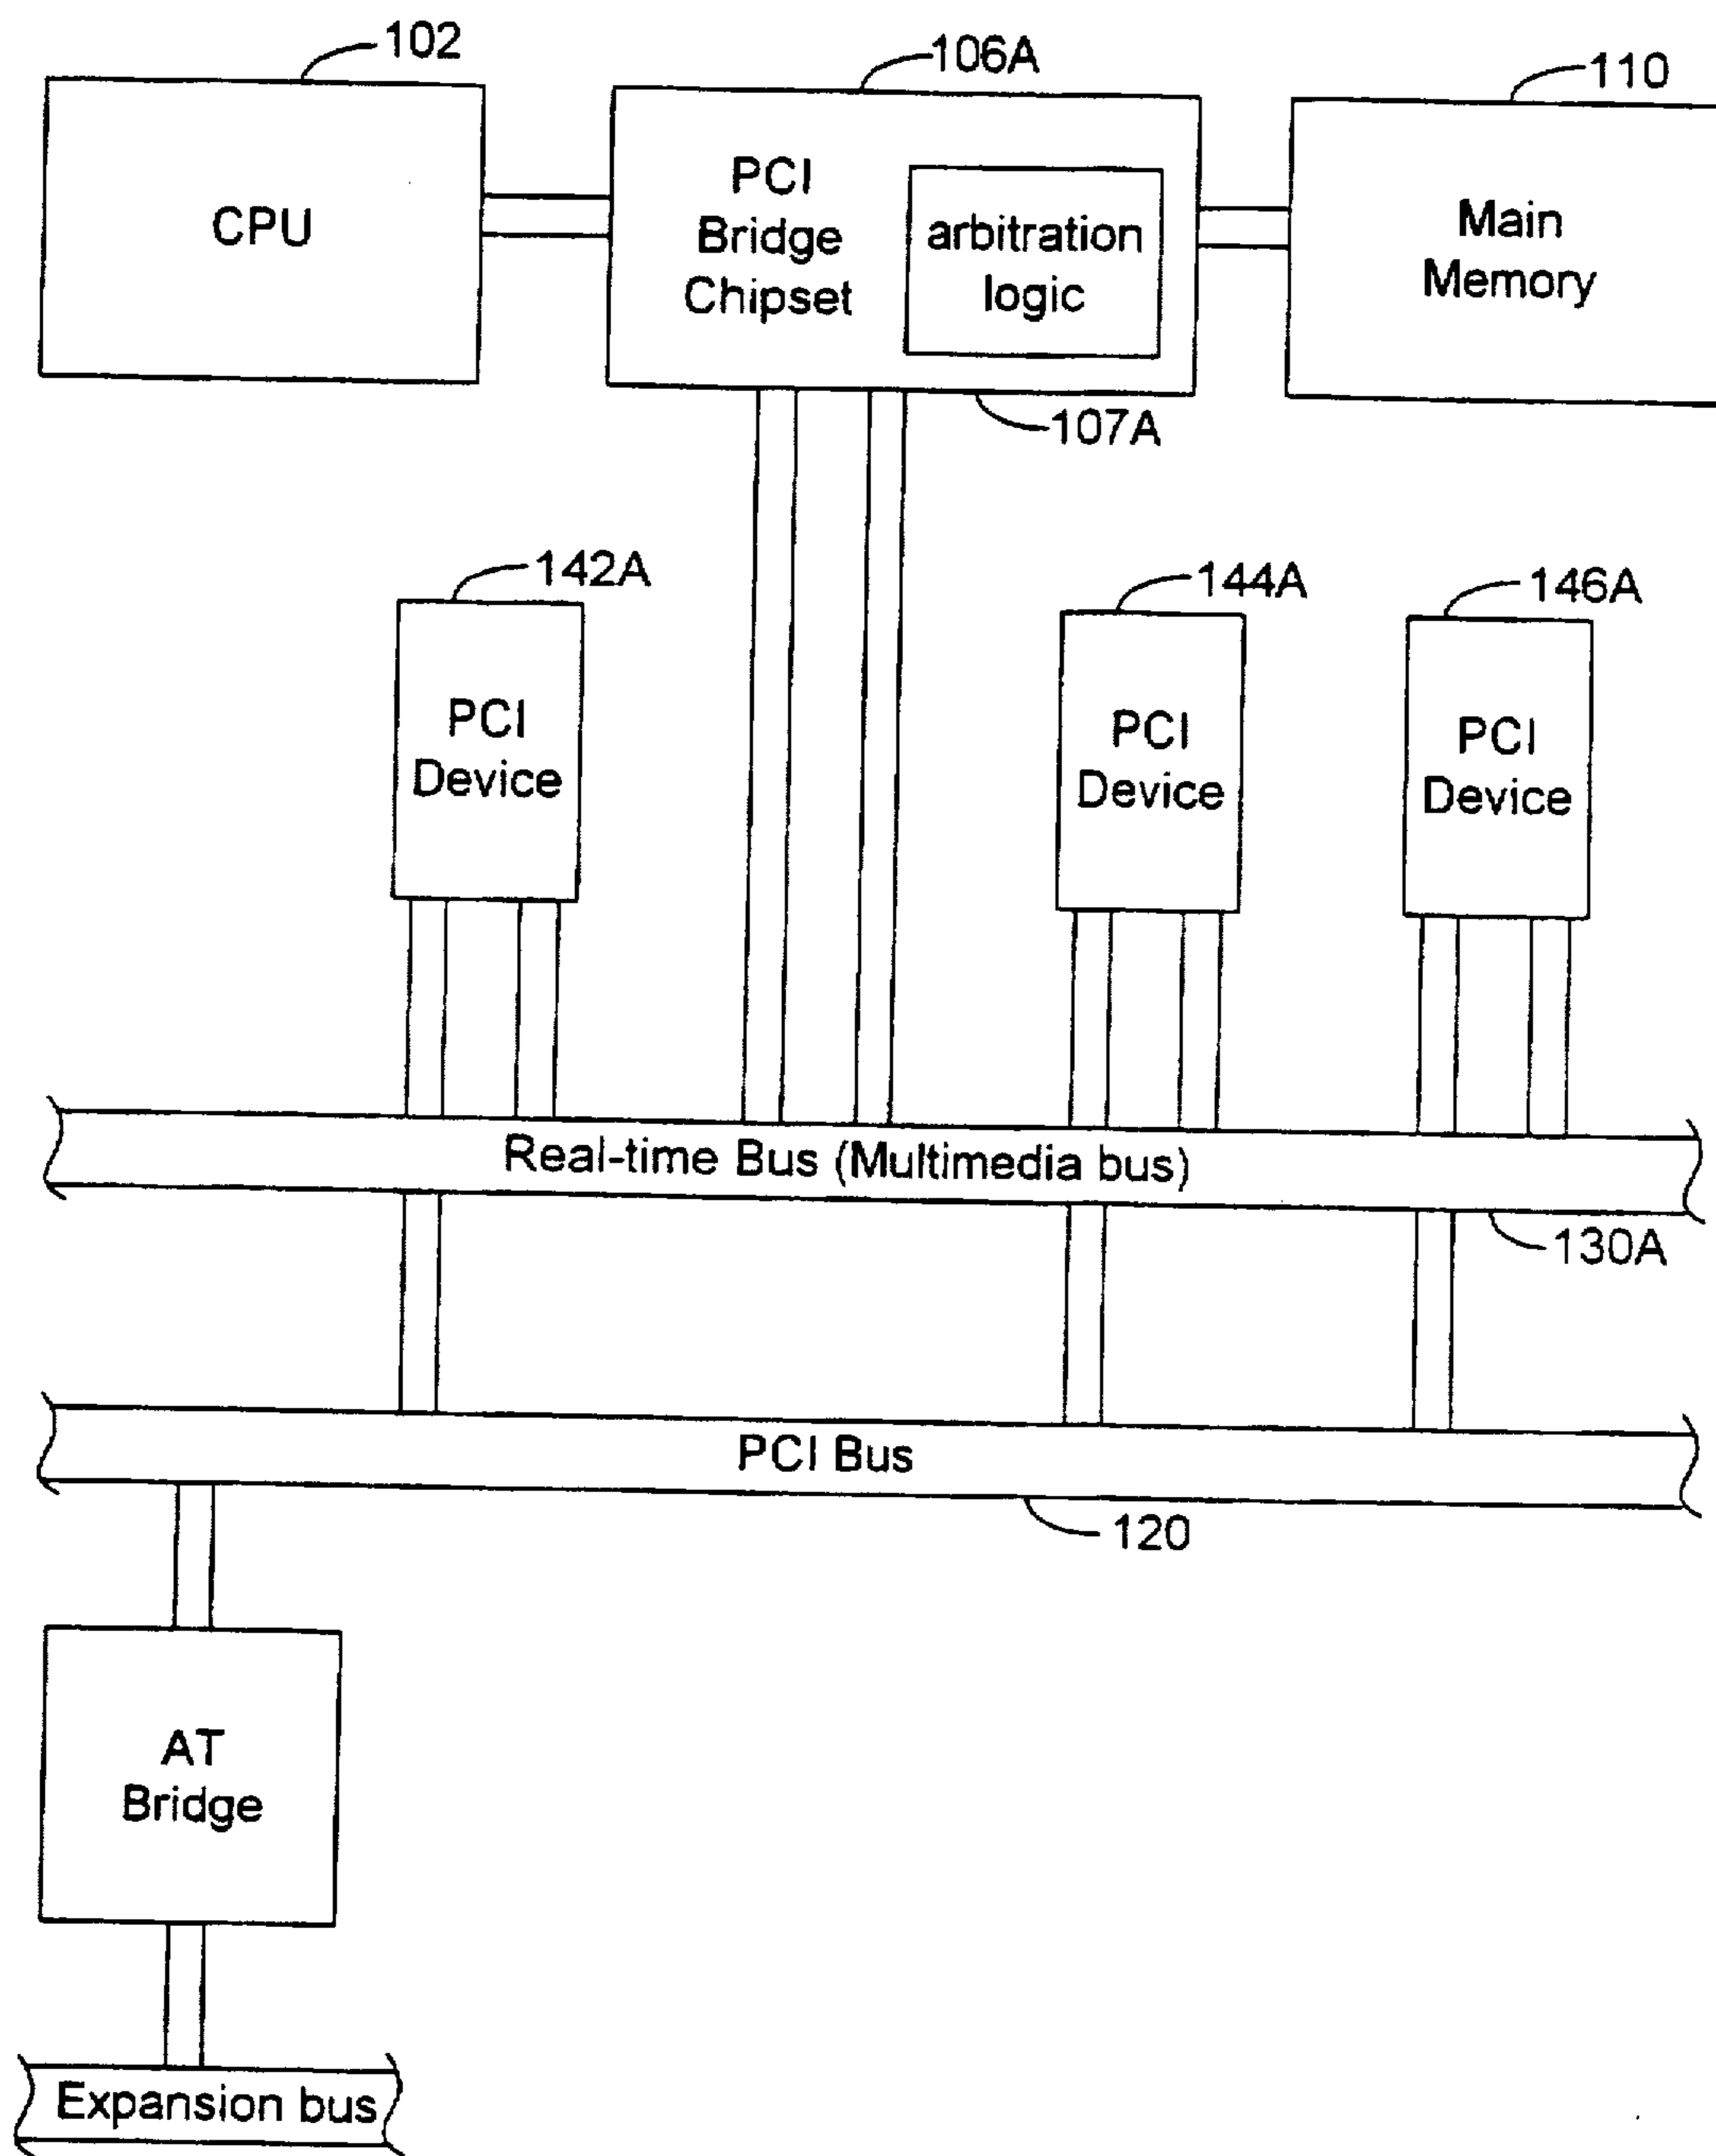 102
106A
110
CPU
PCI
Bridge
Chipset
arbitration
logic
Main
Memory
107A
142A
144A
146A
PCI
Device
PCI
Device
PCI
Device
Real-time Bus (Multimedia bus)
130A
PCI Bus
120
AT
Bridge
Expansion bus